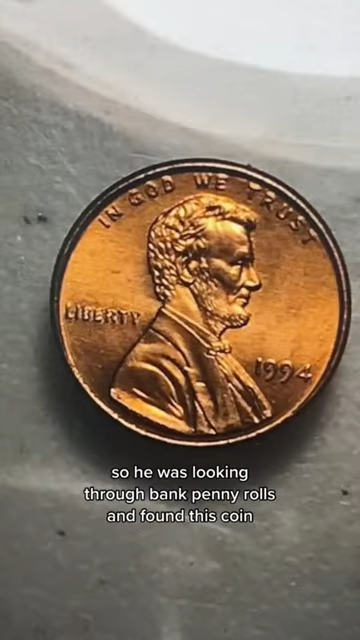 IN GOD WE TRUST
LIBERTY
1994
so he was looking
through bank penny rolls
and found this coin